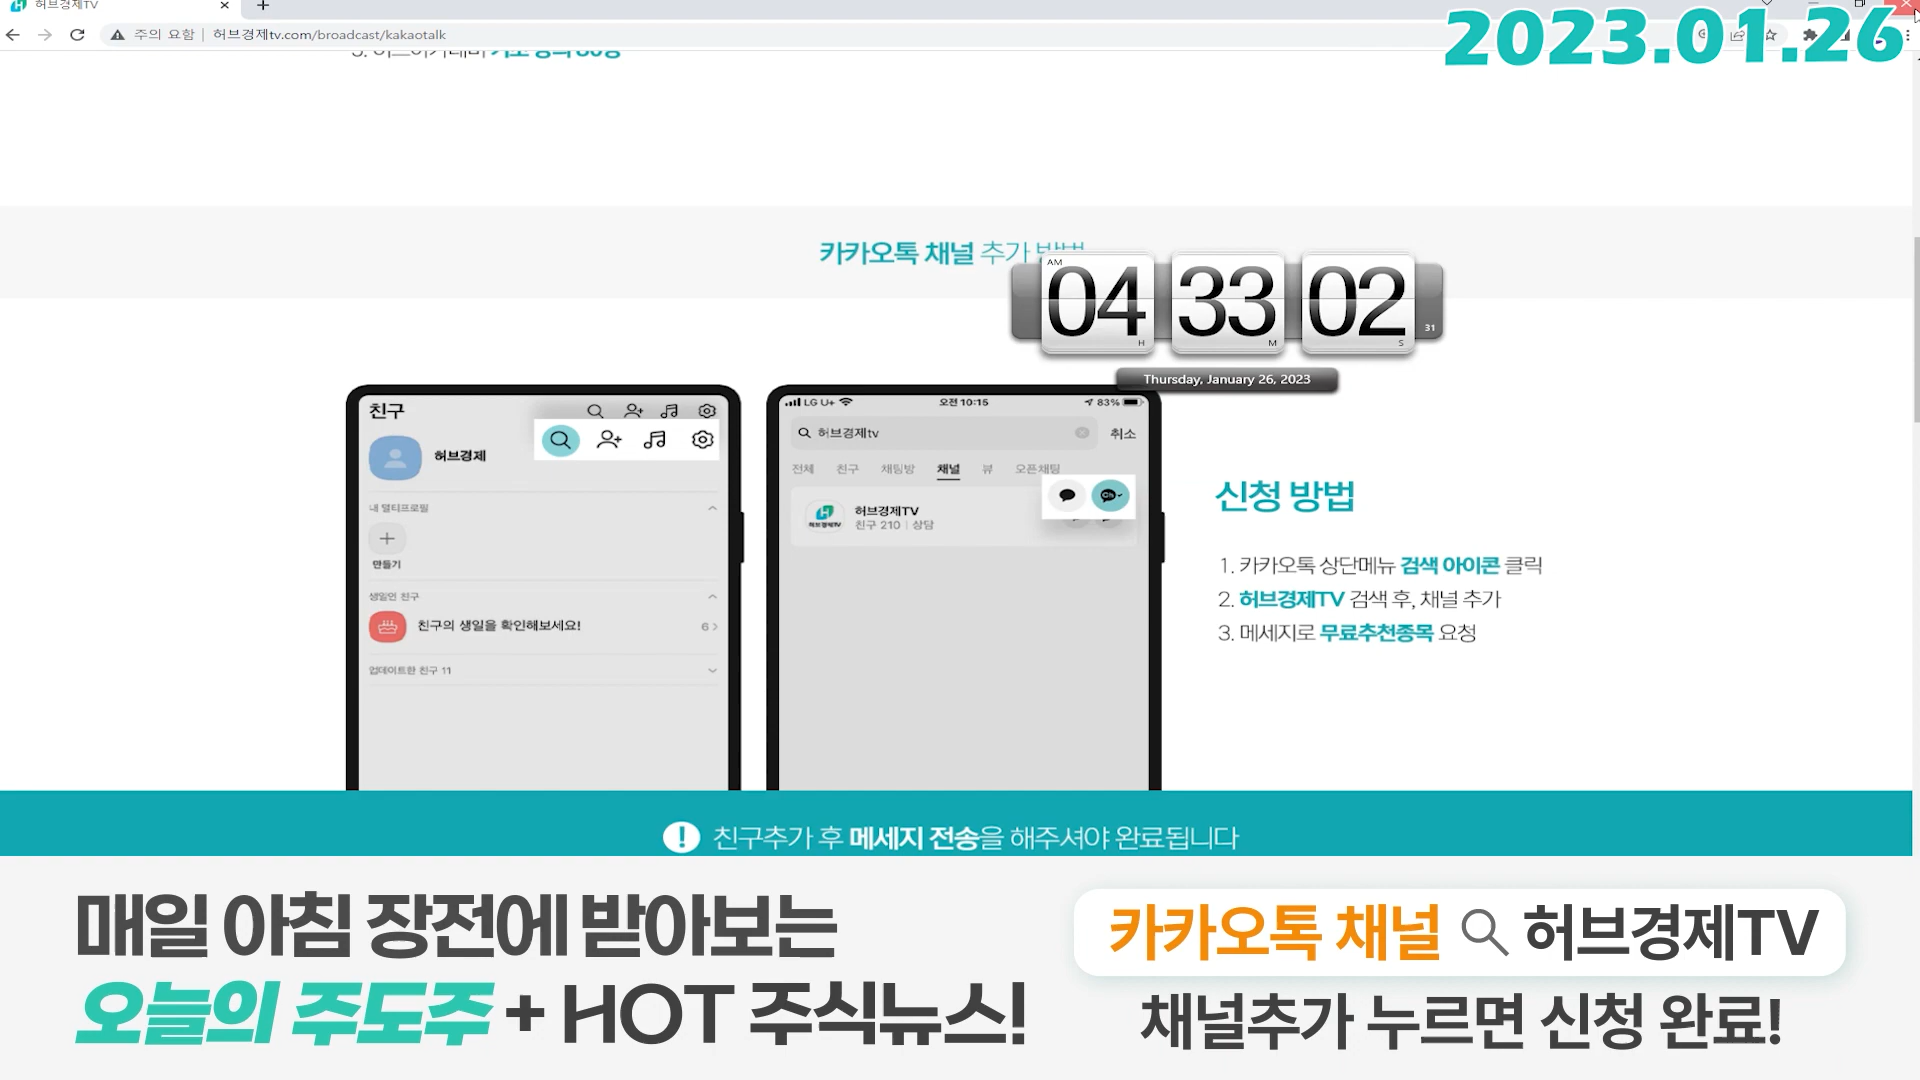 허브경제TV
2023.01.26
주의 요함 | 허브경제tv.com/broadcast/kakaotalk
카카오톡 채널 추가 방법
AM
04 33 02
H M S
31
Thursday, January 26, 2023
친구
허브경제
내 멀티프로필
만들기
생일인 친구
친구의 생일을 확인해보세요!
6
업데이트한 친구 11
LG U+ 오전 10:15 83%
허브경제tv 취소
전체 친구 채팅방 채널 뷰 오픈채팅
Ch
허브경제TV
친구 210 | 상담
신청 방법
1. 카카오톡 상단메뉴 검색 아이콘 클릭
2. 허브경제TV 검색 후, 채널 추가
3. 메세지로 무료추천종목 요청
친구추가 후 메세지 전송을 해주셔야 완료됩니다
매일 아침 장전에 받아보는
오늘의 주도주 + HOT 주식뉴스!
카카오톡 채널 허브경제TV
채널추가 누르면 신청 완료!